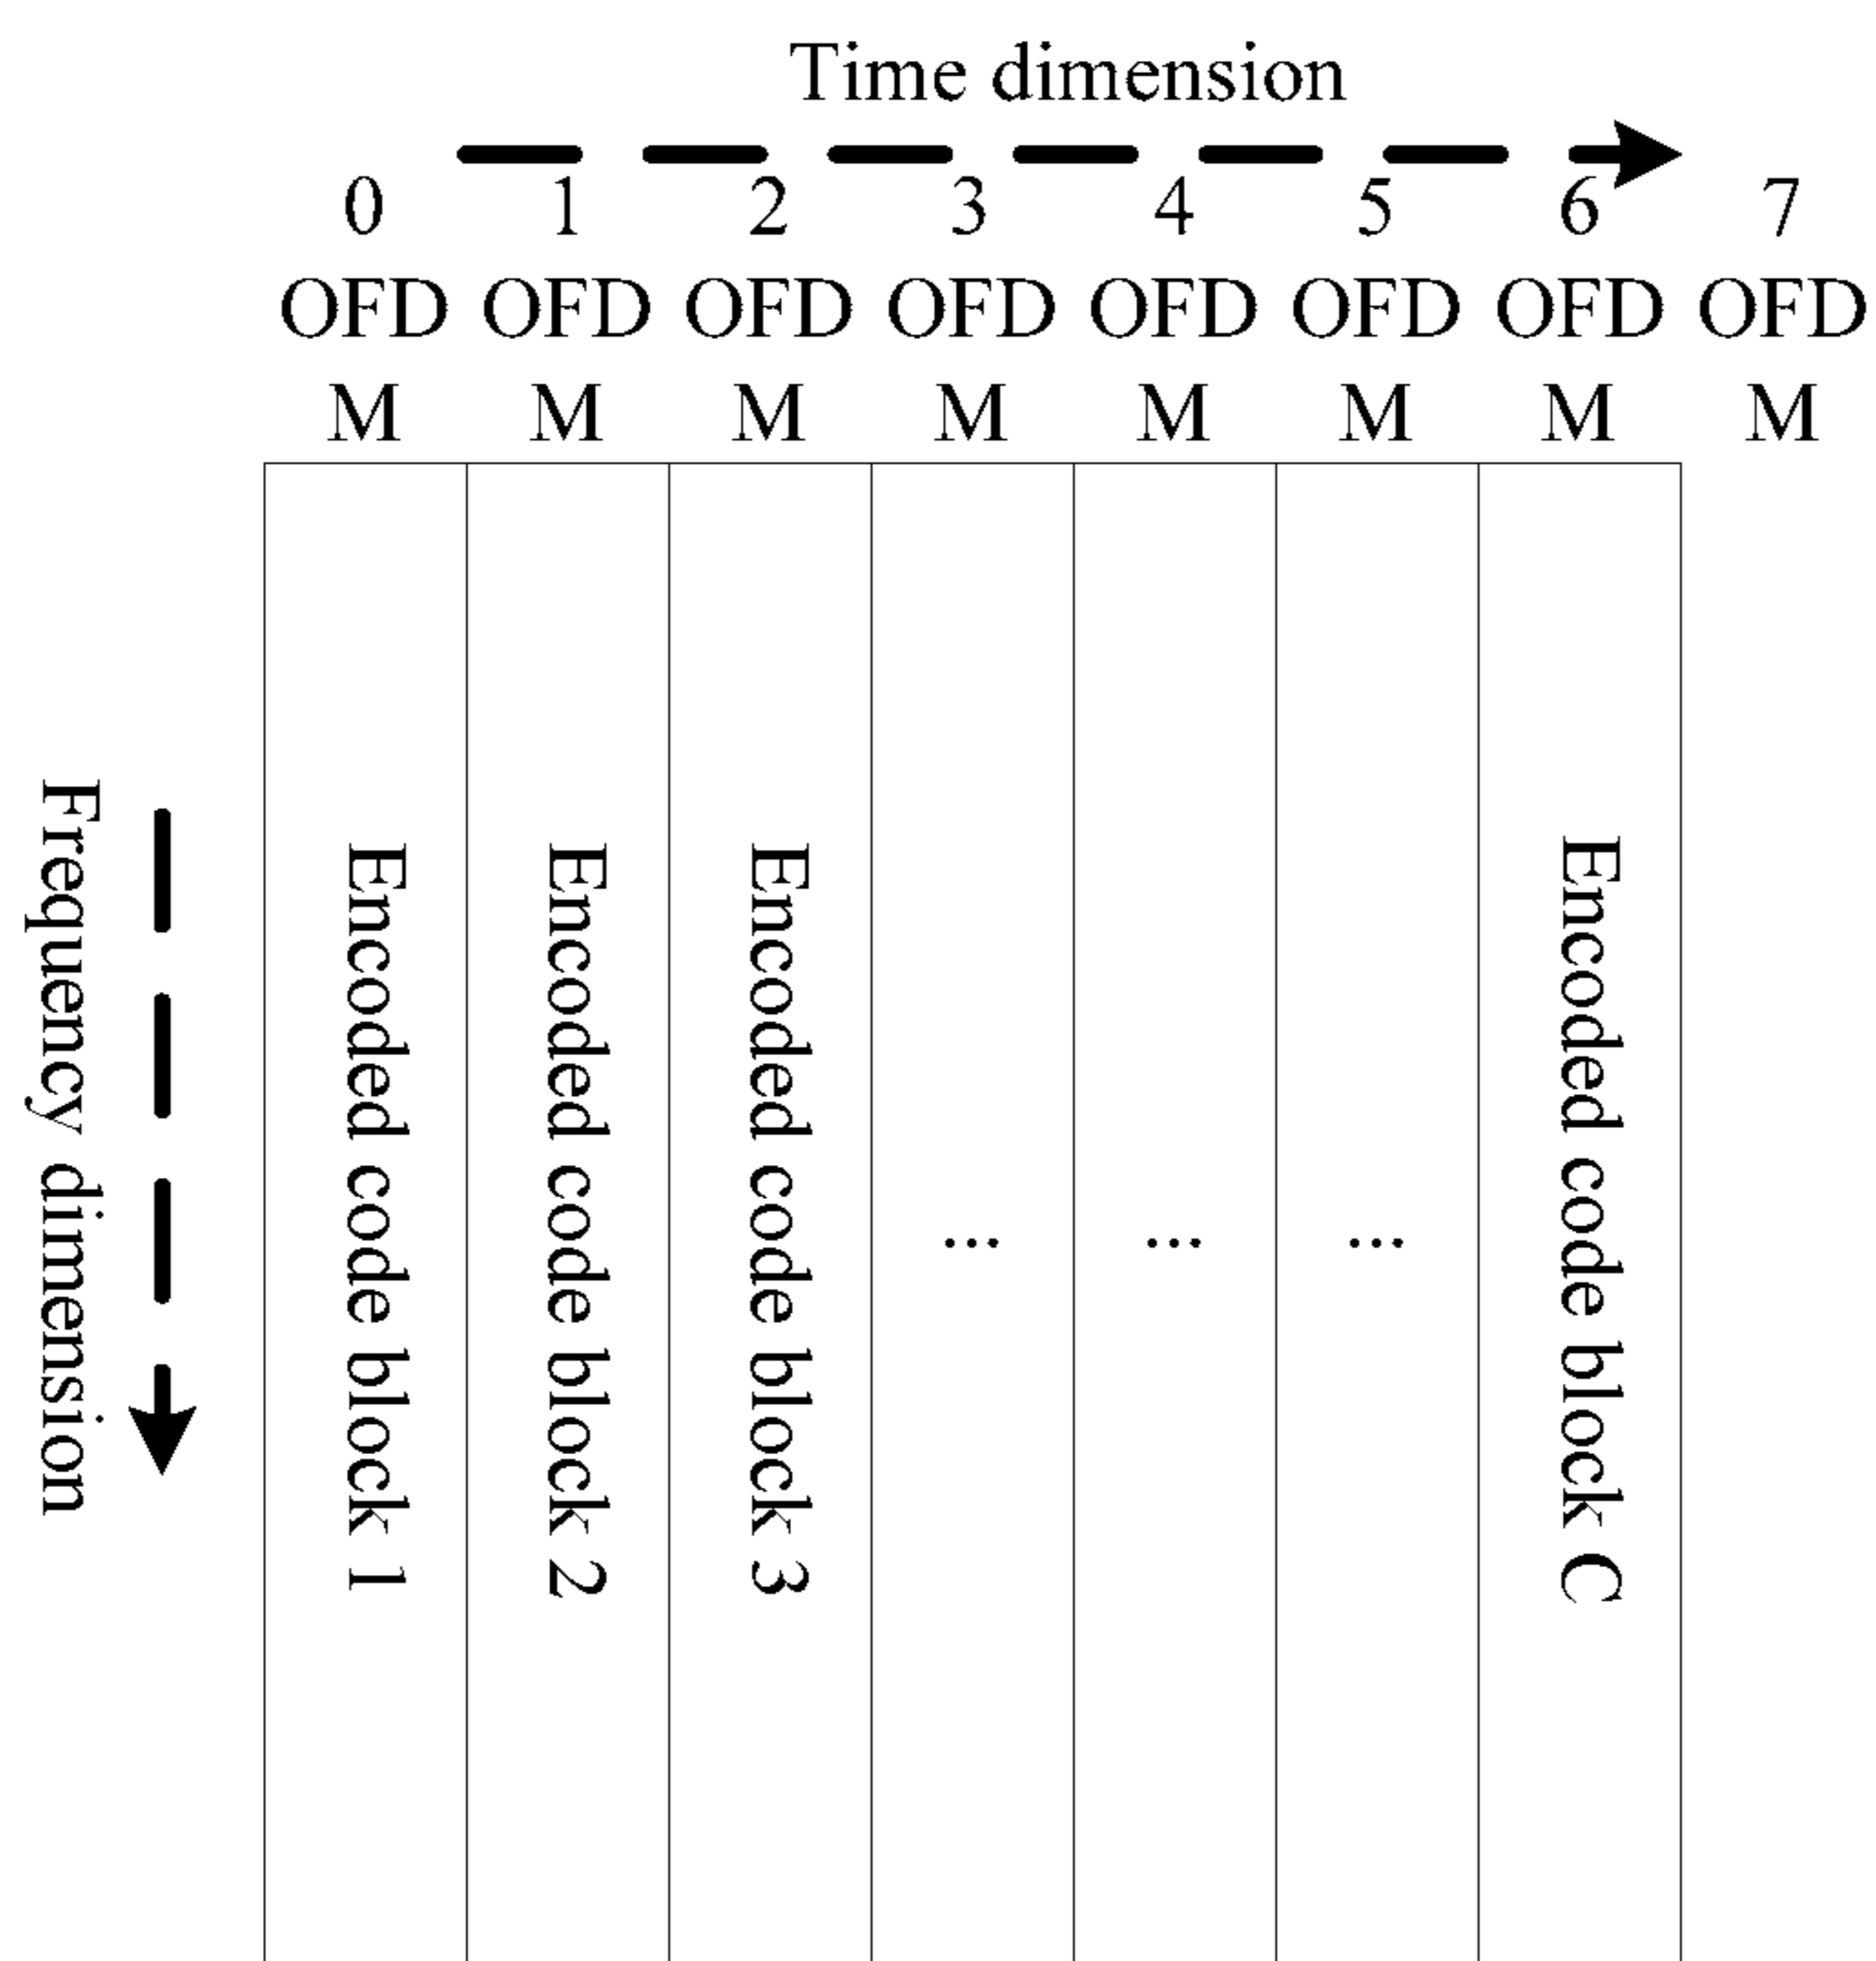 Time dimension
0 1 2 3 4 5 6 7
OFD OFD OFD OFD OFD OFD OFD OFD
M M M M M M M M
Frequency dimension
Encoded code block 1
Encoded code block 2
Encoded code block 3
...
...
...
Encoded code block C